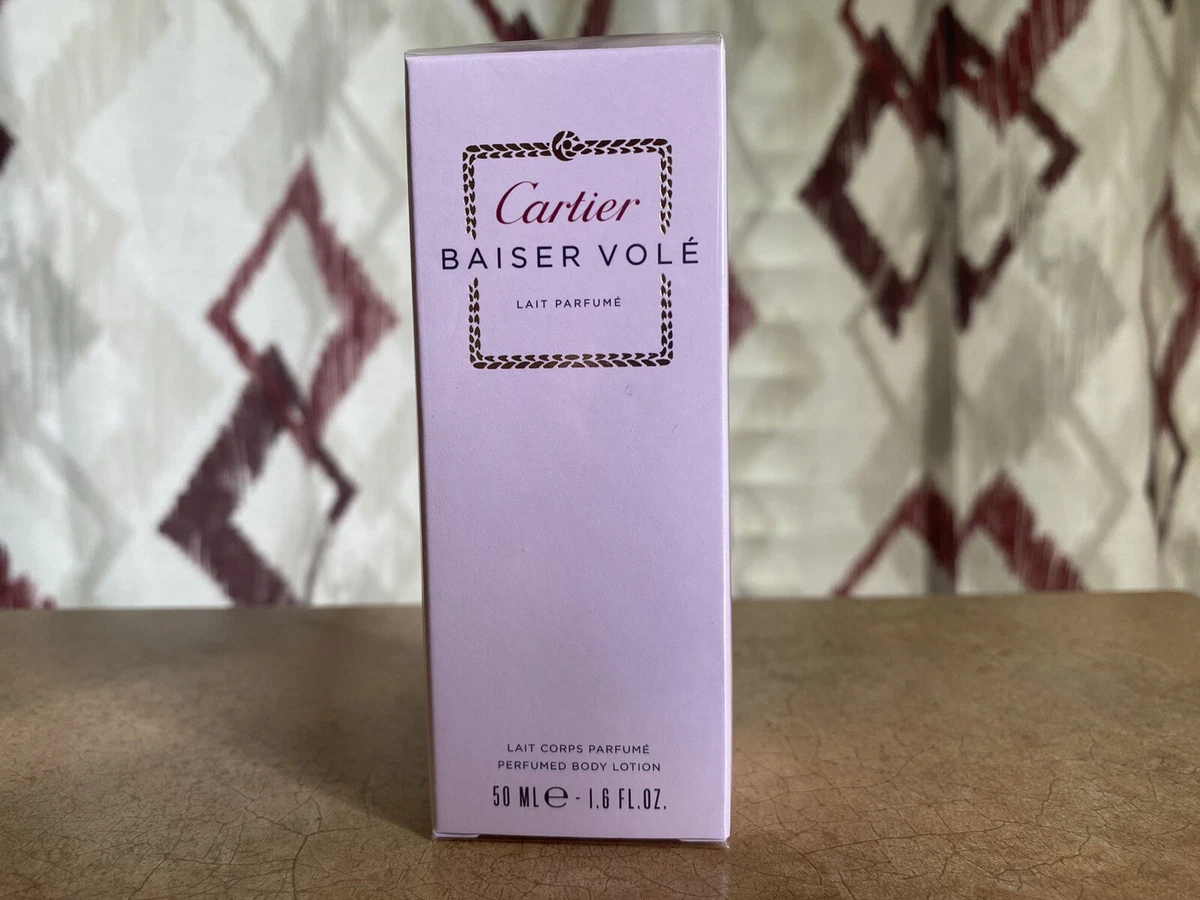 Cartier
BAISER VOLÉ
LAIT PARFUMÉ
LAIT CORPS PARFUMÉ
PERFUMED BODY LOTION
50 ML ℮ - 1.6 FL.OZ.